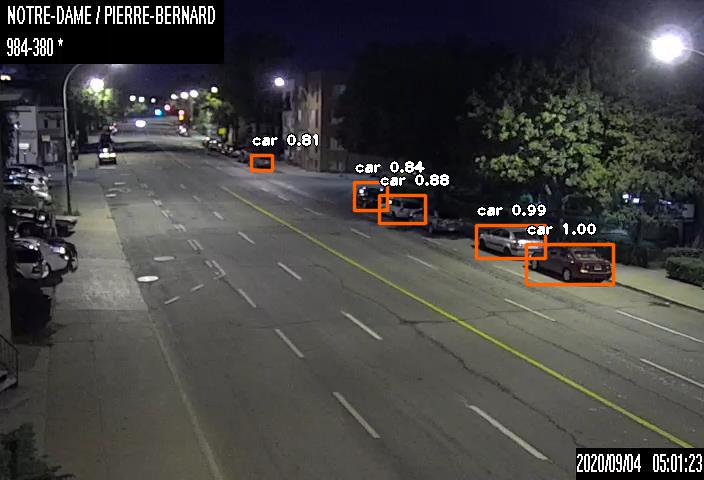 NOTRE-DAME / PIERRE-BERNARD
984-380 *
car 0.81
car 0.84
car 0.88
car 0.99
car 1.00
2020/09/04 05:01:23